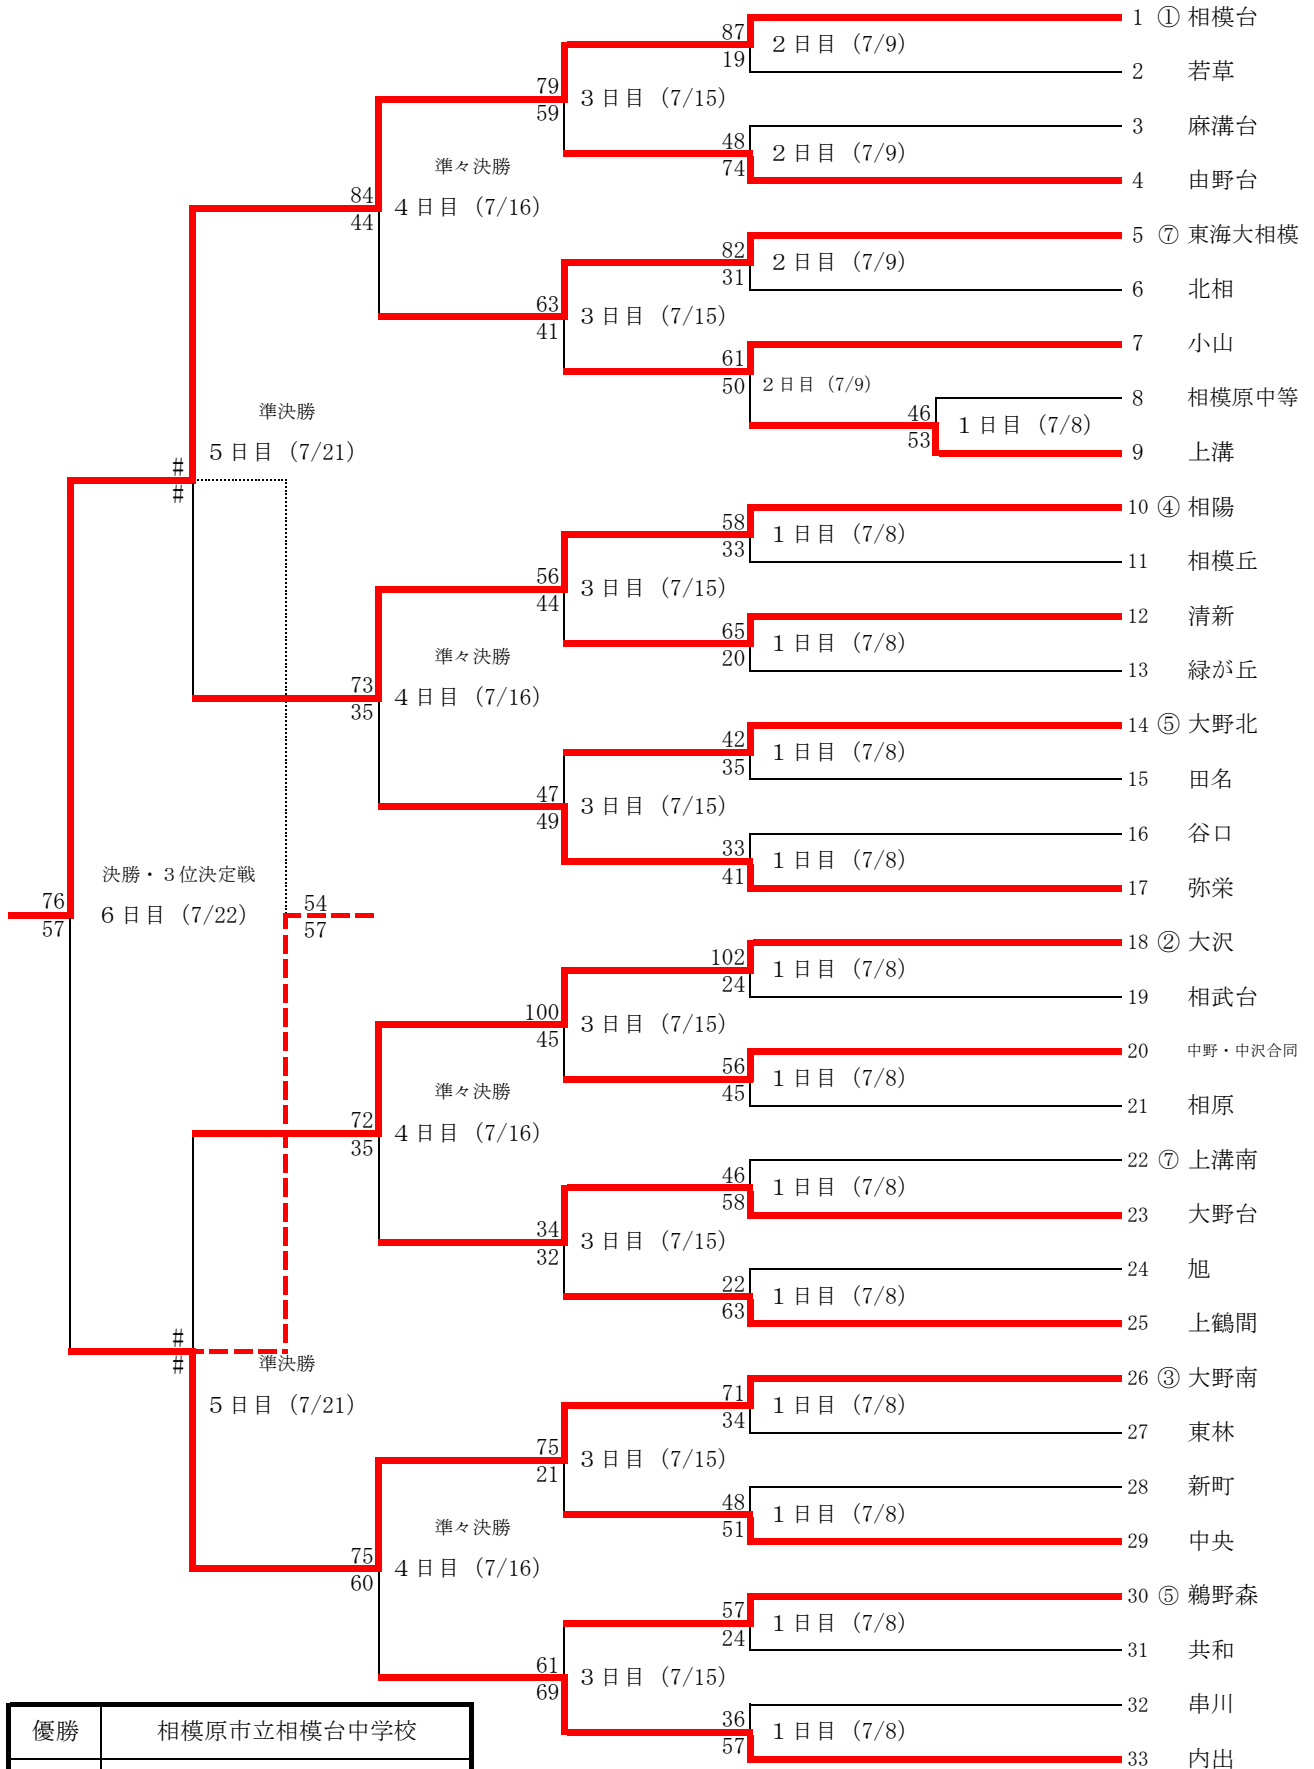 1 ① 相模台
87
2日目 (7/9)
19
2 若草
79
3日目 (7/15)
59
3 麻溝台
48
2日目 (7/9)
74
4 由野台
準々決勝
84
4日目 (7/16)
44
5 ⑦ 東海大相模
82
2日目 (7/9)
31
6 北相
63
3日目 (7/15)
41
7 小山
61
2日目 (7/9)
50
8 相模原中等
46
1日目 (7/8)
53
9 上溝
準決勝
5日目 (7/21)
#
#
10 ④ 相陽
58
1日目 (7/8)
33
11 相模丘
56
3日目 (7/15)
44
12 清新
65
1日目 (7/8)
20
13 緑が丘
準々決勝
73
4日目 (7/16)
35
14 ⑤ 大野北
42
1日目 (7/8)
35
15 田名
47
3日目 (7/15)
49
16 谷口
33
1日目 (7/8)
41
17 弥栄
決勝・3位決定戦
76
6日目 (7/22)
57
54
57
18 ② 大沢
102
1日目 (7/8)
24
19 相武台
100
3日目 (7/15)
45
20 中野・中沢合同
56
1日目 (7/8)
45
21 相原
準々決勝
72
4日目 (7/16)
35
22 ⑦ 上溝南
46
1日目 (7/8)
58
23 大野台
34
3日目 (7/15)
32
24 旭
22
1日目 (7/8)
63
25 上鶴間
#
#
準決勝
5日目 (7/21)
26 ③ 大野南
71
1日目 (7/8)
34
27 東林
75
3日目 (7/15)
21
28 新町
48
1日目 (7/8)
51
29 中央
準々決勝
75
4日目 (7/16)
60
30 ⑤ 鵜野森
57
1日目 (7/8)
24
31 共和
61
3日目 (7/15)
69
32 串川
36
1日目 (7/8)
57
33 内出
優勝 相模原市立相模台中学校